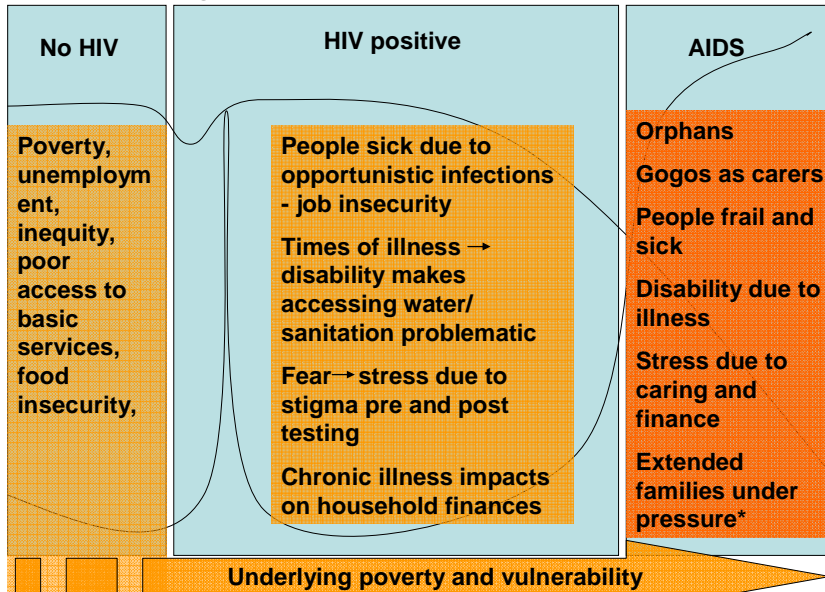 No HIV
Poverty,
unemploym
ent,
inequity,
poor
access to
basic
services,
food
insecurity,
HIV positive
People sick due to
opportunistic infections
- job insecurity
Times of illness →
disability makes
accessing water/
sanitation problematic
Fear→ stress due to
stigma pre and post
testing
Chronic illness impacts
on household finances
AIDS
Orphans
Gogos as carers
People frail and
sick
Disability due to
illness
Stress due to
caring and
finance
Extended
families under
pressure*
Underlying poverty and vulnerability